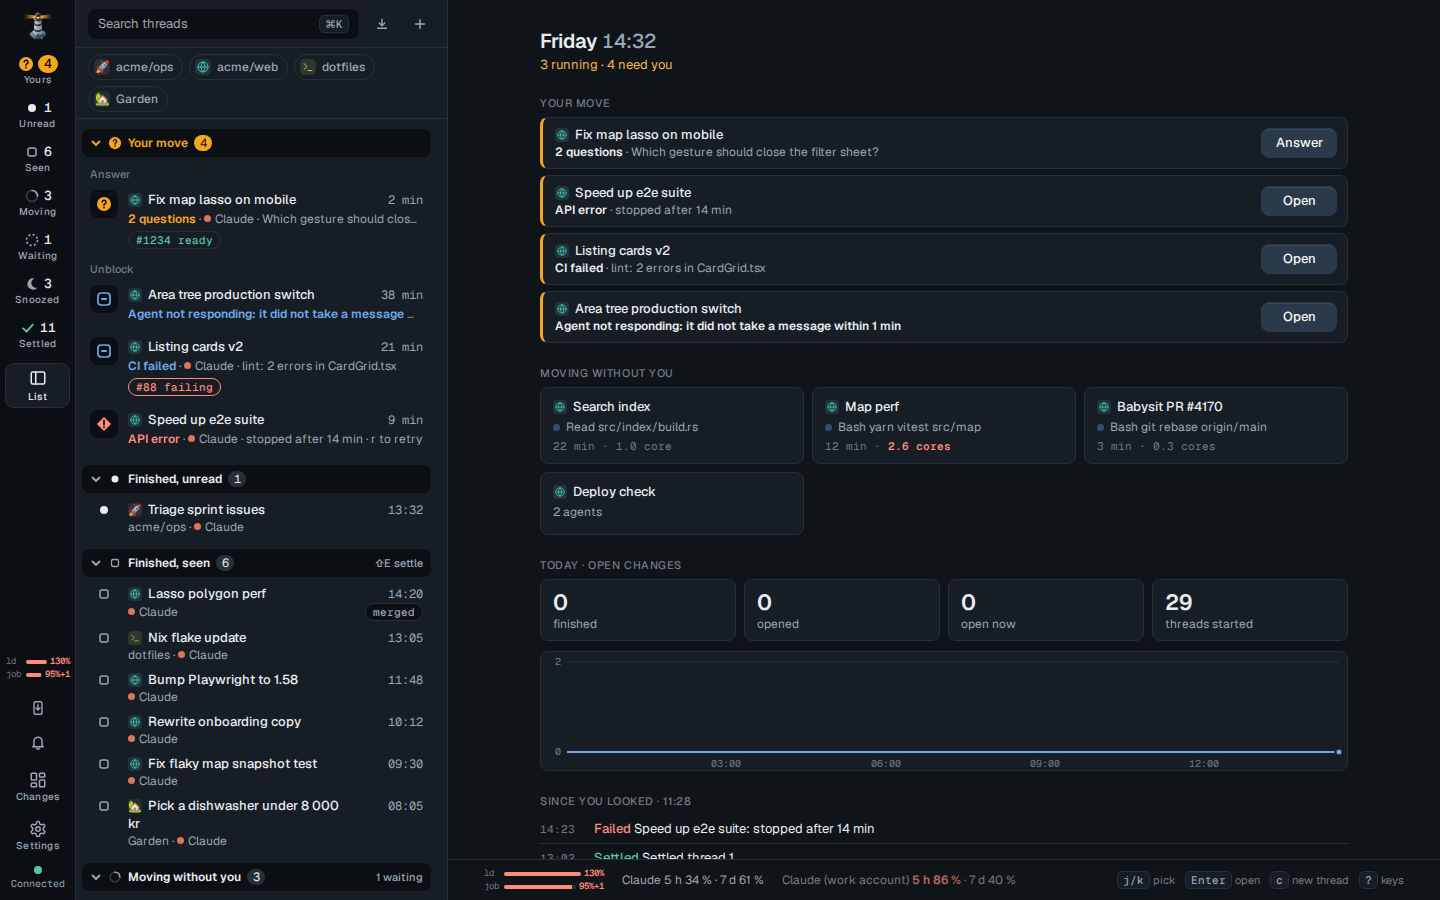 ? 4
Yours
1
Unread
6
Seen
3
Moving
1
Waiting
3
Snoozed
11
Settled
List
ld 130%
job 95%+1
Changes
Settings
Connected
Search threads ⌘K
acme/ops
acme/web
dotfiles
Garden
Your move 4
Answer
Fix map lasso on mobile 2 min
2 questions · Claude · Which gesture should clos…
#1234 ready
Unblock
Area tree production switch 38 min
Agent not responding: it did not take a message …
Listing cards v2 21 min
CI failed · Claude · lint: 2 errors in CardGrid.tsx
#88 failing
Speed up e2e suite 9 min
API error · Claude · stopped after 14 min · r to retry
Finished, unread 1
Triage sprint issues 13:32
acme/ops · Claude
Finished, seen 6 ⇧E settle
Lasso polygon perf 14:20
Claude merged
Nix flake update 13:05
dotfiles · Claude
Bump Playwright to 1.58 11:48
Claude
Rewrite onboarding copy 10:12
Claude
Fix flaky map snapshot test 09:30
Claude
Pick a dishwasher under 8 000 kr 08:05
Garden · Claude
Moving without you 3 1 waiting
Friday 14:32
3 running · 4 need you
YOUR MOVE
Fix map lasso on mobile
2 questions · Which gesture should close the filter sheet?
Answer
Speed up e2e suite
API error · stopped after 14 min
Open
Listing cards v2
CI failed · lint: 2 errors in CardGrid.tsx
Open
Area tree production switch
Agent not responding: it did not take a message within 1 min
Open
MOVING WITHOUT YOU
Search index
Read src/index/build.rs
22 min · 1.0 core
Map perf
Bash yarn vitest src/map
12 min · 2.6 cores
Babysit PR #4170
Bash git rebase origin/main
3 min · 0.3 cores
Deploy check
2 agents
TODAY · OPEN CHANGES
0
finished
0
opened
0
open now
29
threads started
2
0
03:00 06:00 09:00 12:00
SINCE YOU LOOKED · 11:28
14:23 Failed Speed up e2e suite: stopped after 14 min
13:02 Settled Settled thread 1
ld 130%
job 95%+1
Claude 5 h 34 % · 7 d 61 %
Claude (work account) 5 h 86 % · 7 d 40 %
j/k pick Enter open c new thread ? keys